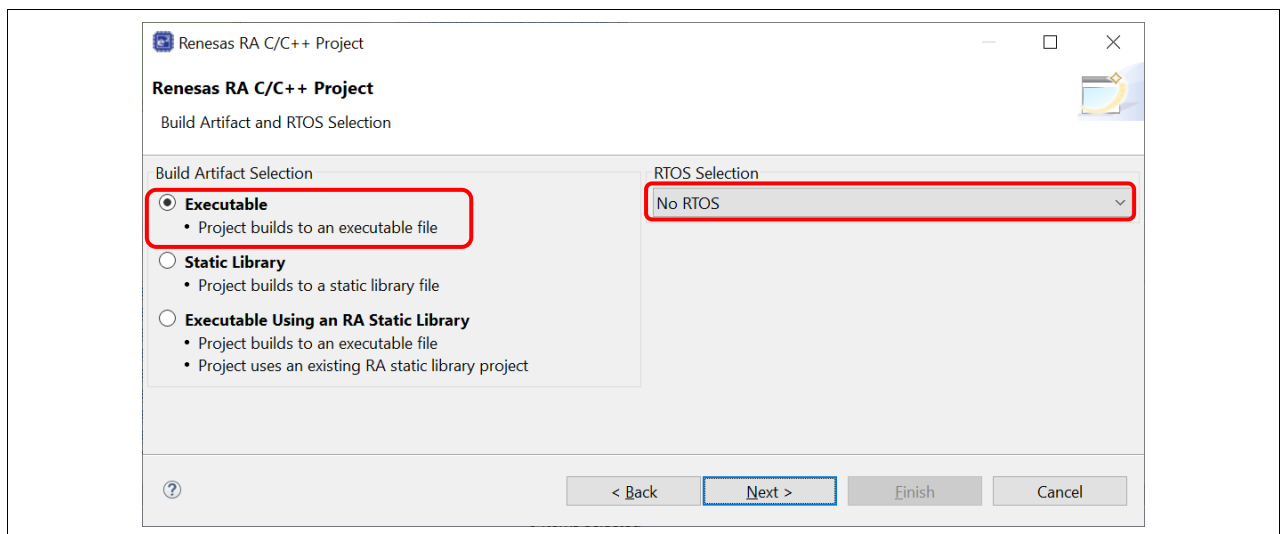 Renesas RA C/C++ Project
Renesas RA C/C++ Project
Build Artifact and RTOS Selection
Build Artifact Selection
Executable
• Project builds to an executable file
Static Library
• Project builds to a static library file
Executable Using an RA Static Library
• Project builds to an executable file
• Project uses an existing RA static library project
RTOS Selection
No RTOS
?
< Back
Next >
Finish
Cancel